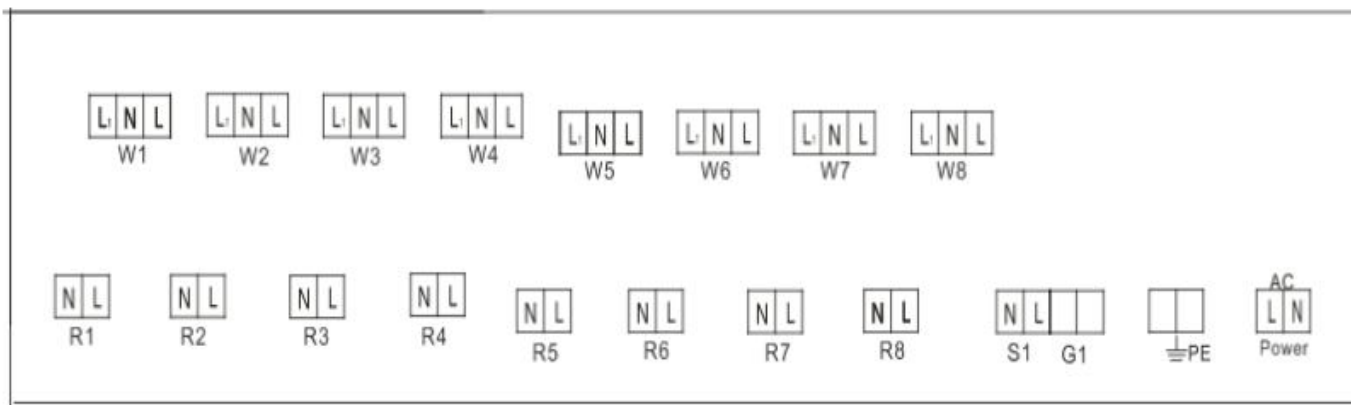 L₁ N L L₁ N L L₁ N L L₁ N L L₁ N L L₁ N L L₁ N L L₁ N L
W1 W2 W3 W4 W5 W6 W7 W8
AC
N L N L N L N L N L N L N L N L N L L N
R1 R2 R3 R4 R5 R6 R7 R8 S1 G1 PE Power